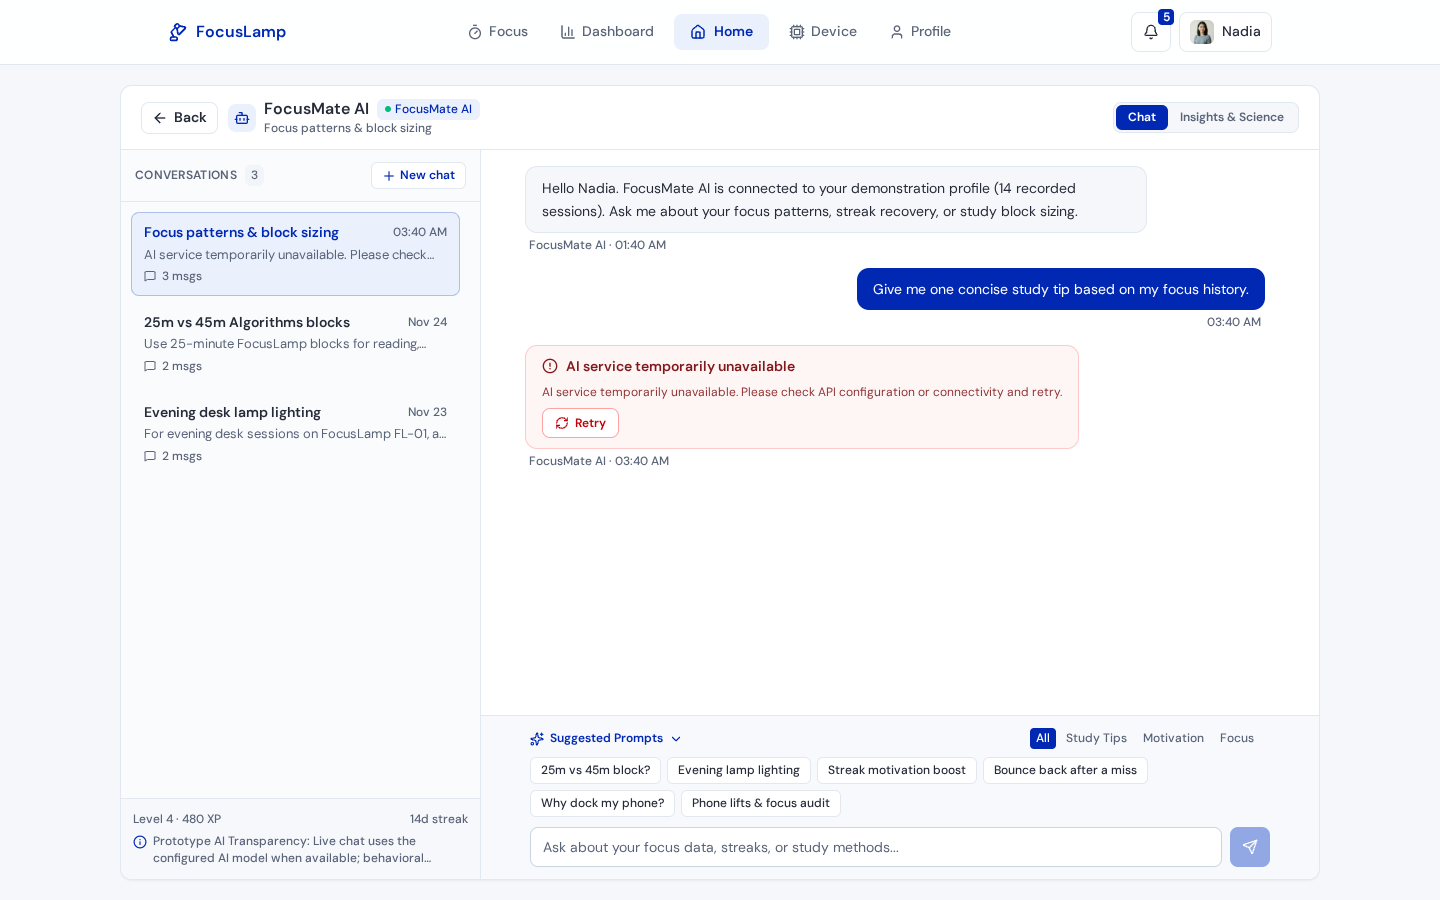 FocusLamp
Focus
Dashboard
Home
Device
Profile
5
Nadia
Back
FocusMate AI
FocusMate AI
Focus patterns & block sizing
Chat
Insights & Science
CONVERSATIONS 3
New chat
Focus patterns & block sizing 03:40 AM
AI service temporarily unavailable. Please check...
3 msgs
25m vs 45m Algorithms blocks Nov 24
Use 25-minute FocusLamp blocks for reading,...
2 msgs
Evening desk lamp lighting Nov 23
For evening desk sessions on FocusLamp FL-01, a...
2 msgs
Level 4 · 480 XP 14d streak
Prototype AI Transparency: Live chat uses the
configured AI model when available; behavioral...
Hello Nadia. FocusMate AI is connected to your demonstration profile (14 recorded
sessions). Ask me about your focus patterns, streak recovery, or study block sizing.
FocusMate AI · 01:40 AM
Give me one concise study tip based on my focus history.
03:40 AM
AI service temporarily unavailable
AI service temporarily unavailable. Please check API configuration or connectivity and retry.
Retry
FocusMate AI · 03:40 AM
Suggested Prompts
All Study Tips Motivation Focus
25m vs 45m block? Evening lamp lighting Streak motivation boost Bounce back after a miss
Why dock my phone? Phone lifts & focus audit
Ask about your focus data, streaks, or study methods...